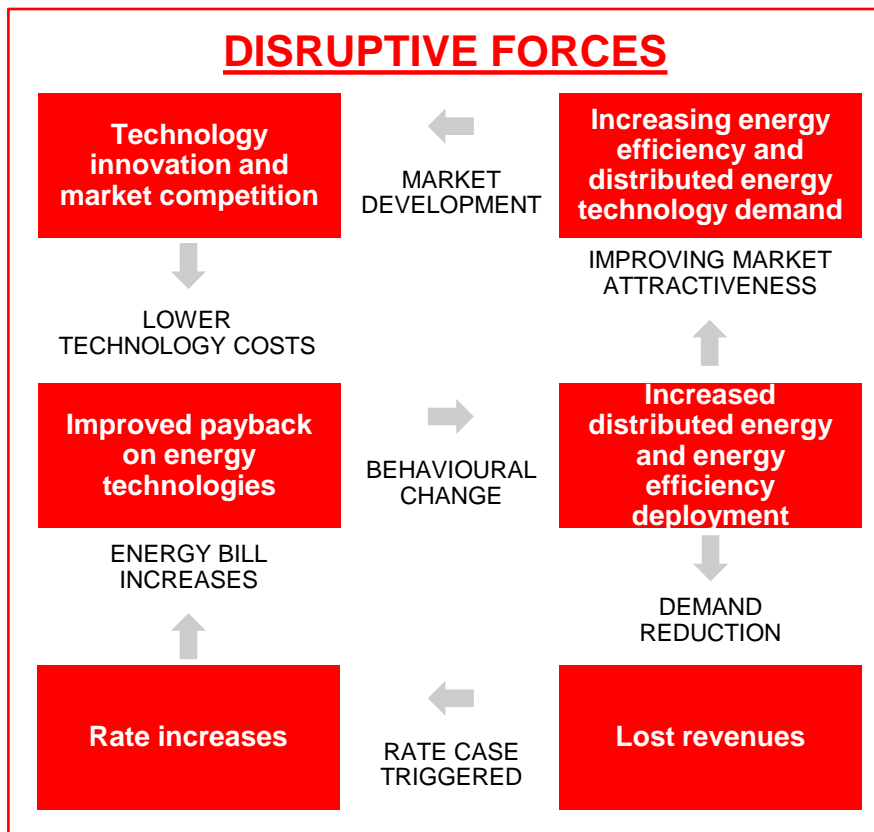 DISRUPTIVE FORCES
Technology
innovation and
market competition
MARKET
DEVELOPMENT
Increasing energy
efficiency and
distributed energy
technology demand
LOWER
TECHNOLOGY COSTS
IMPROVING MARKET
ATTRACTIVENESS
Improved payback
on energy
technologies
BEHAVIOURAL
CHANGE
Increased
distributed energy
and energy
efficiency
deployment
ENERGY BILL
INCREASES
DEMAND
REDUCTION
Rate increases
RATE CASE
TRIGGERED
Lost revenues